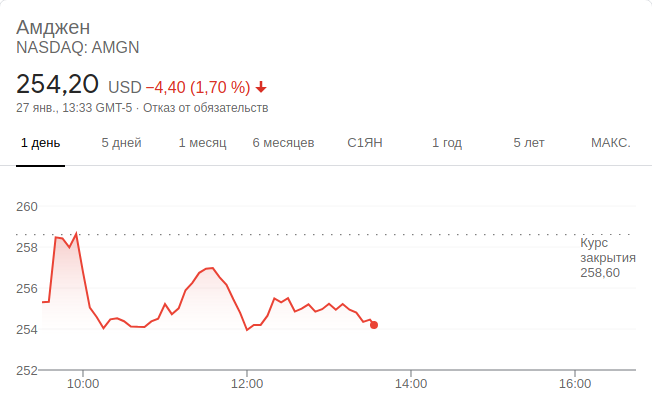 Амджен
NASDAQ: AMGN
254,20 USD −4,40 (1,70 %)
27 янв., 13:33 GMT-5 · Отказ от обязательств
1 день 5 дней 1 месяц 6 месяцев С1ЯН 1 год 5 лет МАКС.
260
258
256
254
252
Курс
закрытия
258,60
10:00 12:00 14:00 16:00